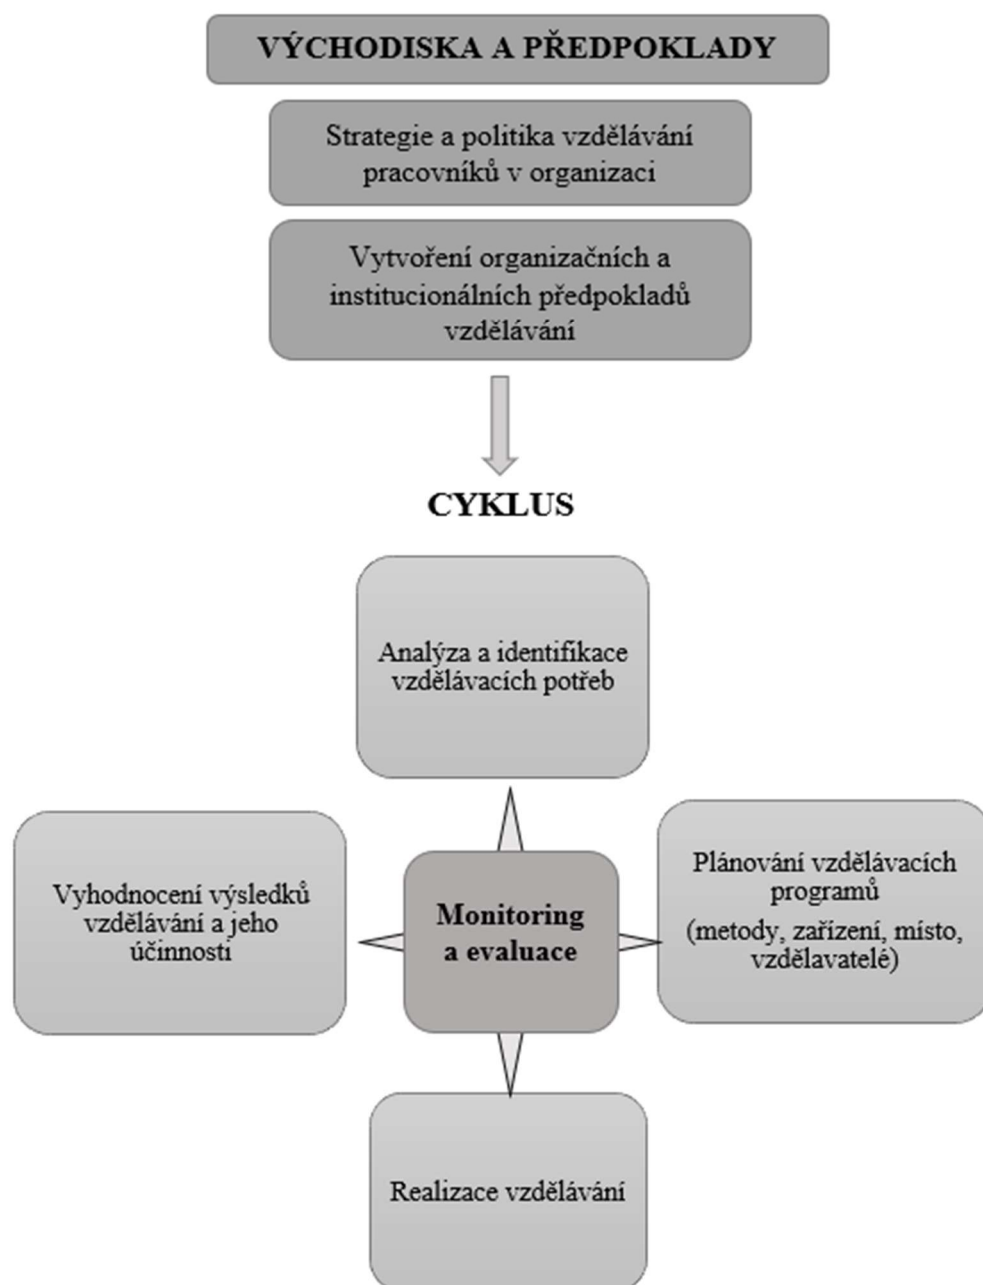 VÝCHODISKA A PŘEDPOKLADY
Strategie a politika vzdělávání
pracovníků v organizaci
Vytvoření organizačních a
institucionálních předpokladů
vzdělávání
CYKLUS
Analýza a identifikace
vzdělávacích potřeb
Plánování vzdělávacích
programů
(metody, zařízení, místo,
vzdělavatelé)
Vyhodnocení výsledků
vzdělávání a jeho
účinnosti
Monitoring
a evaluace
Realizace vzdělávání